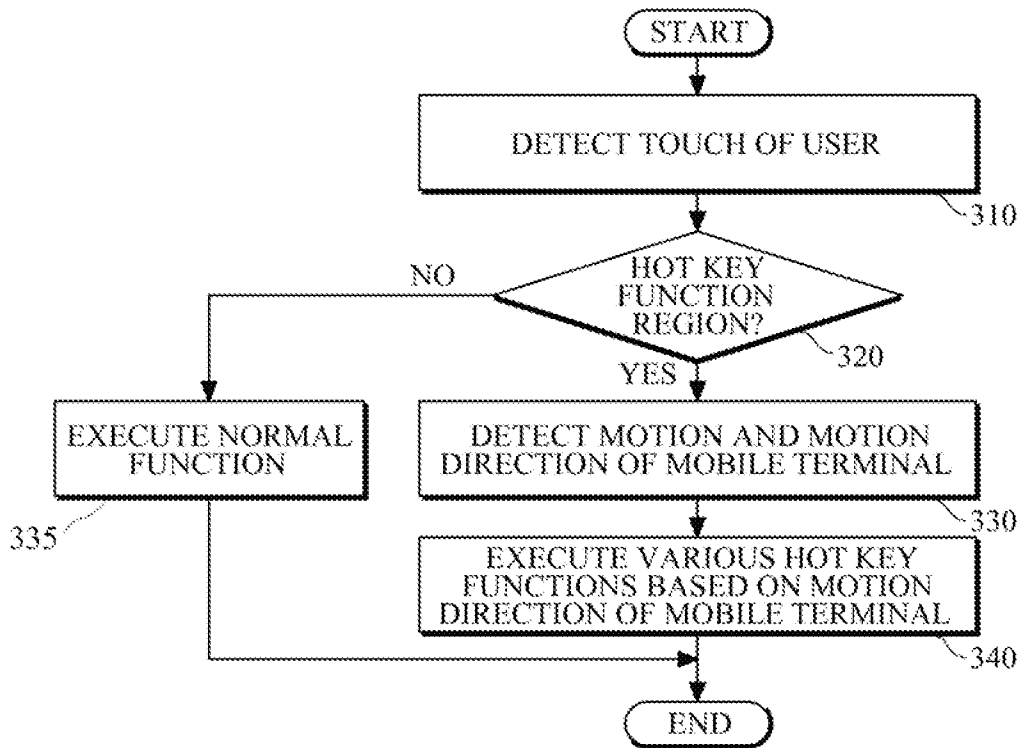 START
DETECT TOUCH OF USER
310
HOT KEY
FUNCTION
REGION?
320
NO
YES
EXECUTE NORMAL
FUNCTION
335
DETECT MOTION AND MOTION
DIRECTION OF MOBILE TERMINAL
330
EXECUTE VARIOUS HOT KEY
FUNCTIONS BASED ON MOTION
DIRECTION OF MOBILE TERMINAL
340
END